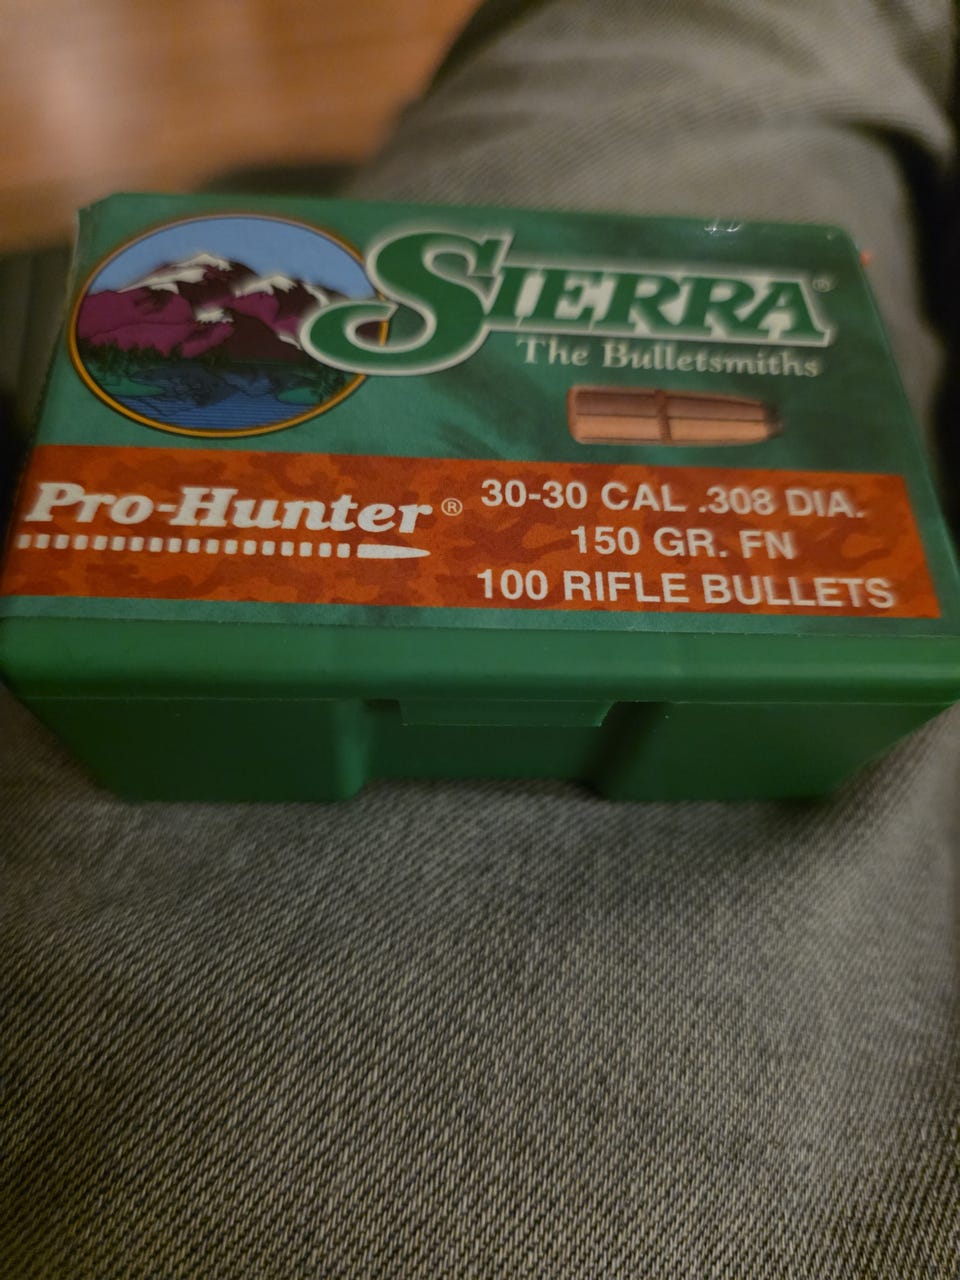 SIERRA®
The Bulletsmiths
Pro-Hunter®
30-30 CAL .308 DIA.
150 GR. FN
100 RIFLE BULLETS